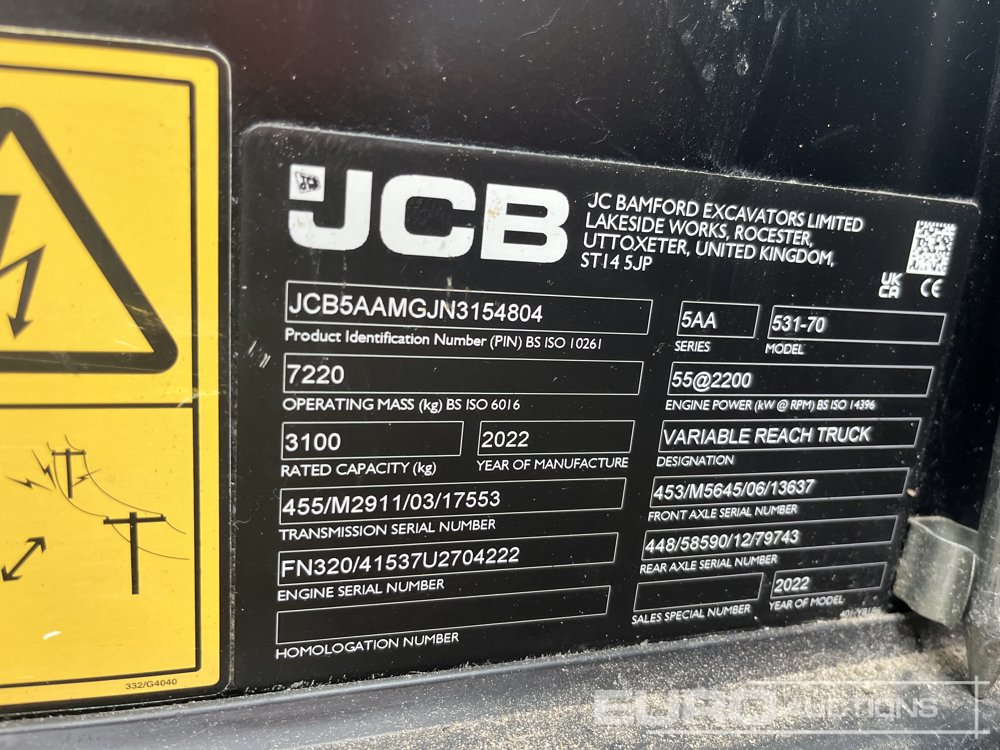 JCB
JC BAMFORD EXCAVATORS LIMITED
LAKESIDE WORKS, ROCESTER,
UTTOXETER, UNITED KINGDOM,
ST14 5JP
UK
CA
CE
JCB5AAMGJN3154804
Product Identification Number (PIN) BS ISO 10261
5AA
SERIES
531-70
MODEL
7220
OPERATING MASS (kg) BS ISO 6016
55@2200
ENGINE POWER (kW @ RPM) BS ISO 14396
3100
RATED CAPACITY (kg)
2022
YEAR OF MANUFACTURE
VARIABLE REACH TRUCK
DESIGNATION
455/M2911/03/17553
TRANSMISSION SERIAL NUMBER
453/M5645/06/13637
FRONT AXLE SERIAL NUMBER
FN320/41537U2704222
ENGINE SERIAL NUMBER
448/58590/12/79743
REAR AXLE SERIAL NUMBER
HOMOLOGATION NUMBER
SALES SPECIAL NUMBER
2022
YEAR OF MODEL
332/G4040
EURO AUCTIONS